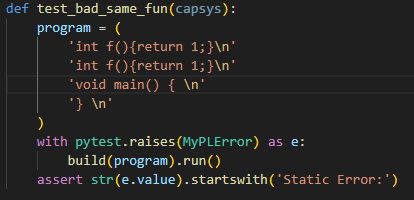 def test_bad_same_fun(capsys):
    program = (
        'int f(){return 1;}\n'
        'int f(){return 1;}\n'
        'void main() { \n'
        '} \n'
    )
    with pytest.raises(MyPLError) as e:
        build(program).run()
    assert str(e.value).startswith('Static Error:')